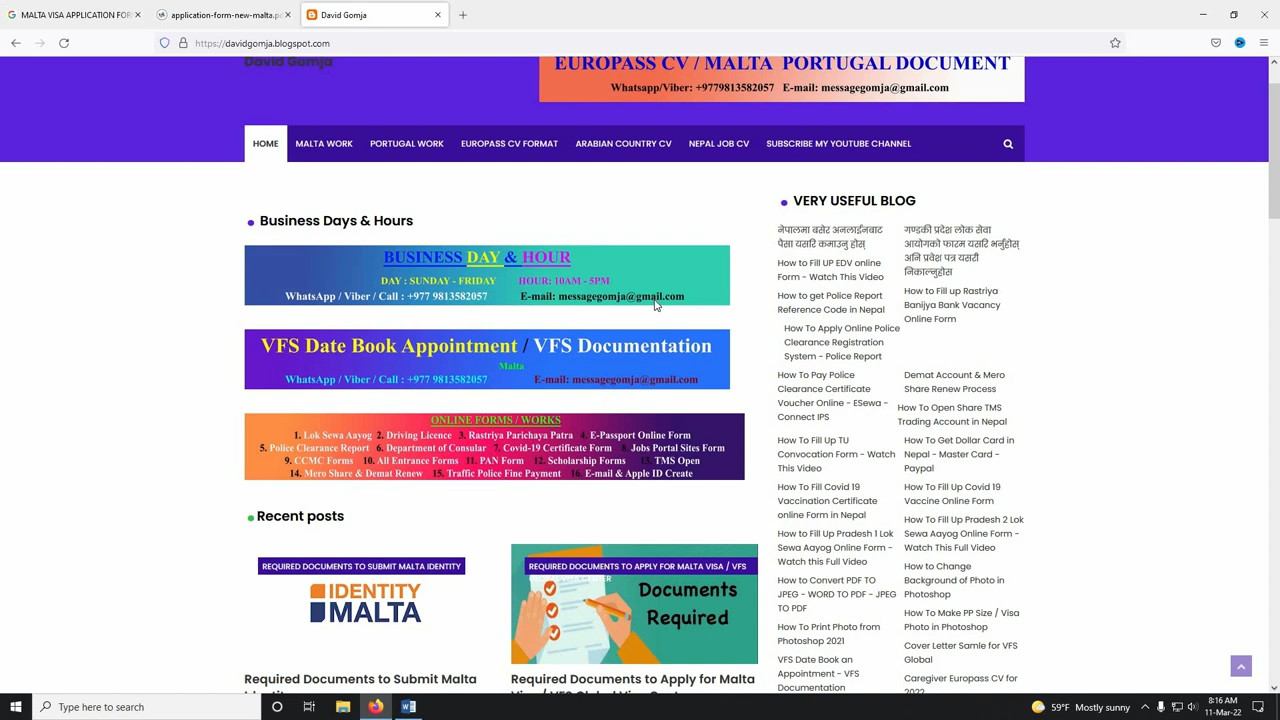 MALTA VISA APPLICATION FOR
application-form-new-malta.po
David Gomja
https://davidgomja.blogspot.com
David Gomja
EUROPASS CV / MALTA PORTUGAL DOCUMENT
Whatsapp/Viber: +9779813582057 E-mail: messagegomja@gmail.com
HOME MALTA WORK PORTUGAL WORK EUROPASS CV FORMAT ARABIAN COUNTRY CV NEPAL JOB CV SUBSCRIBE MY YOUTUBE CHANNEL
Business Days & Hours
BUSINESS DAY & HOUR
DAY : SUNDAY - FRIDAY HOUR: 10AM - 5PM
WhatsApp / Viber / Call : +977 9813582057 E-mail: messagegomja@gmail.com
VFS Date Book Appointment / VFS Documentation
Malta
WhatsApp / Viber / Call : +977 9813582057 E-mail: messagegomja@gmail.com
ONLINE FORMS / WORKS
1. Lok Sewa Aayog 2. Driving Licence 3. Rastriya Parichaya Patra 4. E-Passport Online Form
5. Police Clearance Report 6. Department of Consular 7. Covid-19 Certificate Form 8. Jobs Portal Sites Form
9. CCMC Forms 10. All Entrance Forms 11. PAN Form 12. Scholarship Forms 13. TMS Open
14. Mero Share & Demat Renew 15. Traffic Police Fine Payment 16. E-mail & Apple ID Create
Recent posts
REQUIRED DOCUMENTS TO SUBMIT MALTA IDENTITY
IDENTITY
MALTA
Required Documents to Submit Malta
REQUIRED DOCUMENTS TO APPLY FOR MALTA VISA / VFS
Documents
Required
Required Documents to Apply for Malta
VERY USEFUL BLOG
नेपालमा बसेर अनलाईनबाट
पैसा यसरि कमाउनु होस्
How to Fill UP EDV online
Form - Watch This Video
How to get Police Report
Reference Code in Nepal
How To Apply Online Police
Clearance Registration
System - Police Report
How To Pay Police
Clearance Certificate
Voucher Online - ESewa -
Connect IPS
How To Fill Up TU
Convocation Form - Watch
This Video
How To Fill Covid 19
Vaccination Certificate
online Form in Nepal
How to Fill Up Pradesh 1 Lok
Sewa Aayog Online Form -
Watch this Full Video
How to Convert PDF TO
JPEG - WORD TO PDF - JPEG
TO PDF
How To Print Photo from
Photoshop 2021
VFS Date Book an
Appointment - VFS
Documentation
गण्डकी प्रदेश लोक सेवा
आयोगको फारम यसरि भर्नुहोस्
अनि प्रवेश पत्र यसरी
निकाल्नुहोस
How to Fill up Rastriya
Banijya Bank Vacancy
Online Form
Demat Account & Mero
Share Renew Process
How To Open Share TMS
Trading Account in Nepal
How To Get Dollar Card in
Nepal - Master Card -
Paypal
How To Fill Up Covid 19
Vaccine Online Form
How To Fill Up Pradesh 2 Lok
Sewa Aayog Online Form -
Watch This Full Video
How to Change
Background of Photo in
Photoshop
How To Make PP Size / Visa
Photo in Photoshop
Cover Letter Samle for VFS
Global
Caregiver Europass CV for
2022
Type here to search
59°F Mostly sunny
8:16 AM
11-Mar-22